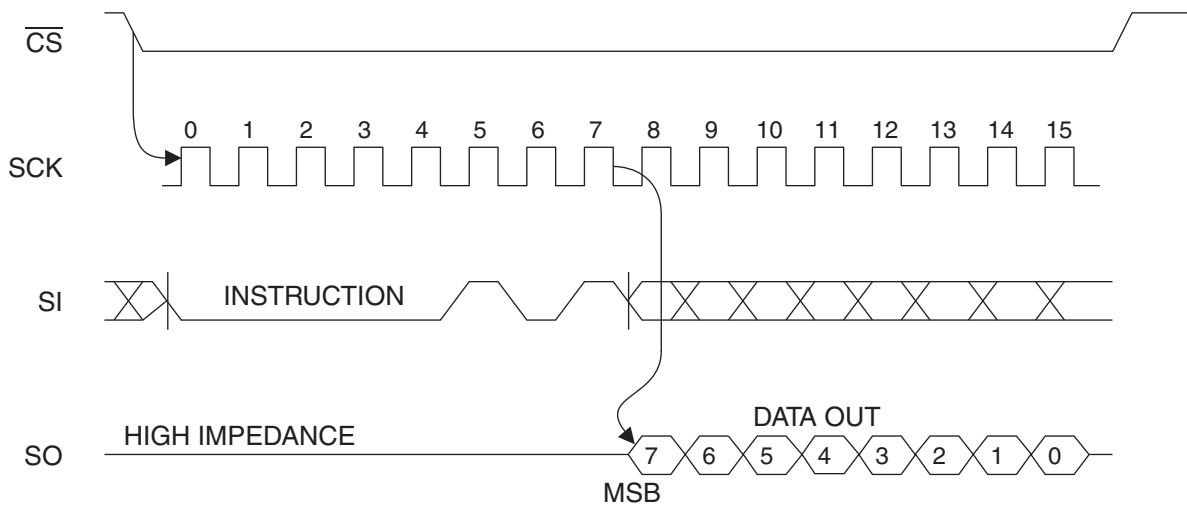 CS
0 1 2 3 4 5 6 7 8 9 10 11 12 13 14 15
SCK
SI
INSTRUCTION
DATA OUT
HIGH IMPEDANCE
SO
7 6 5 4 3 2 1 0
MSB